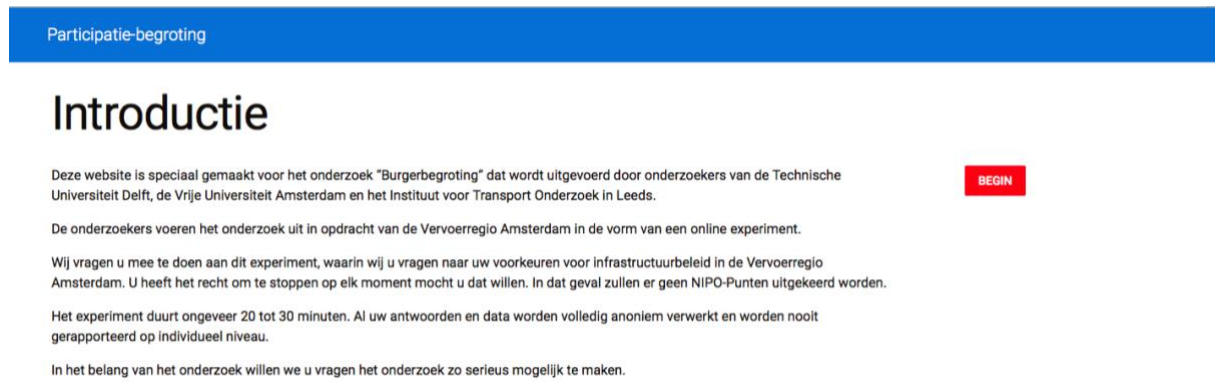 Participatie-begroting
Introductie
Deze website is speciaal gemaakt voor het onderzoek "Burgerbegroting" dat wordt uitgevoerd door onderzoekers van de Technische
Universiteit Delft, de Vrije Universiteit Amsterdam en het Instituut voor Transport Onderzoek in Leeds.
BEGIN
De onderzoekers voeren het onderzoek uit in opdracht van de Vervoerregio Amsterdam in de vorm van een online experiment.
Wij vragen u mee te doen aan dit experiment, waarin wij u vragen naar uw voorkeuren voor infrastructuurbeleid in de Vervoerregio
Amsterdam. U heeft het recht om te stoppen op elk moment mocht u dat willen. In dat geval zullen er geen NIPO-Punten uitgekeerd worden.
Het experiment duurt ongeveer 20 tot 30 minuten. Al uw antwoorden en data worden volledig anoniem verwerkt en worden nooit
gerapporteerd op individueel niveau.
In het belang van het onderzoek willen we u vragen het onderzoek zo serieus mogelijk te maken.